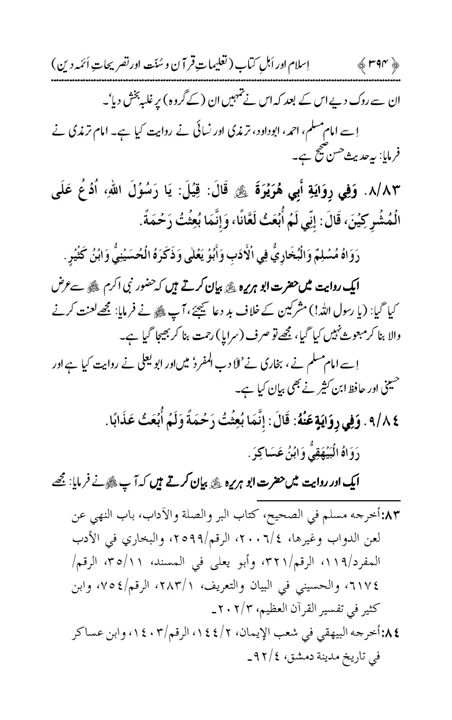 إسلام اور اہلِ کتاب (تعلیماتِ قرآن و سنّت اور تصریحاتِ اَئمہ دین) ﴿ ۳۹۴ ﴾
ان سے روک دیے اس کے بعد کہ اس نے تمہیں ان (کے گروہ) پر غلبہ بخش دیا‘۔
اِسے امام مسلم، احمد، ابوداود، ترمذی اور نسائی نے روایت کیا ہے۔ امام ترمذی نے
فرمایا: یہ حدیث حسن صحیح ہے۔
٨/٨٣. وَفِي رِوَايَةِ أَبِي هُرَيْرَةَ ﷺ قَالَ: قِيْلَ: يَا رَسُوْلَ اللهِ، اُدْعُ عَلَى
الْمُشْرِكِيْنَ، قَالَ: إِنِّي لَمْ أُبْعَثْ لَعَّانًا، وَإِنَّمَا بُعِثْتُ رَحْمَةً.
رَوَاهُ مُسْلِمٌ وَالْبُخَارِيُّ فِي الْأَدَبِ وَأَبُوْ يَعْلٰى وَذَكَرَهُ الْحُسَيْنِيُّ وَابْنُ كَثِيْرٍ.
ایک روایت میں حضرت ابو ہریرہ ﷺ بیان کرتے ہیں کہ حضور نبی اکرم ﷺ سے عرض
کیا گیا: (یا رسول اللہ!) مشرکین کے خلاف بد دعا کیجئے، آپ ﷺ نے فرمایا: مجھے لعنت کرنے
والا بنا کر مبعوث نہیں کیا گیا، مجھے تو صرف (سراپا) رحمت بنا کر بھیجا گیا ہے۔
اِسے امام مسلم نے، بخاری نے ’الادب المفرد‘ میں اور ابو یعلی نے روایت کیا ہے اور
حسینی اور حافظ ابن کثیر نے بھی بیان کیا ہے۔
٩/٨٤. وَفِي رِوَايَةٍ عَنْهُ: قَالَ: إِنَّمَا بُعِثْتُ رَحْمَةً وَلَمْ أُبْعَثْ عَذَابًا.
رَوَاهُ الْبَيْهَقِيُّ وَابْنُ عَسَاكِرَ.
ایک اور روایت میں حضرت ابو ہریرہ ﷺ بیان کرتے ہیں کہ آپ ﷺ نے فرمایا: مجھے
٨٣: أخرجه مسلم في الصحيح، كتاب البر والصلة والآداب، باب النهي عن
لعن الدواب وغيرها، ٢٠٠٦/٤، الرقم/٢٥٩٩، والبخاري في الأدب
المفرد/١١٩، الرقم/٣٢١، وأبو يعلى في المسند، ٣٥/١١، الرقم/
٦١٧٤، والحسيني في البيان والتعريف، ٢٨٣/١، الرقم/٧٥٤، وابن
كثير في تفسير القرآن العظيم، ٢٠٢/٣۔
٨٤: أخرجه البيهقي في شعب الإيمان، ١٤٤/٢، الرقم/١٤٠٣، وابن عساكر
في تاريخ مدينة دمشق، ٩٢/٤۔